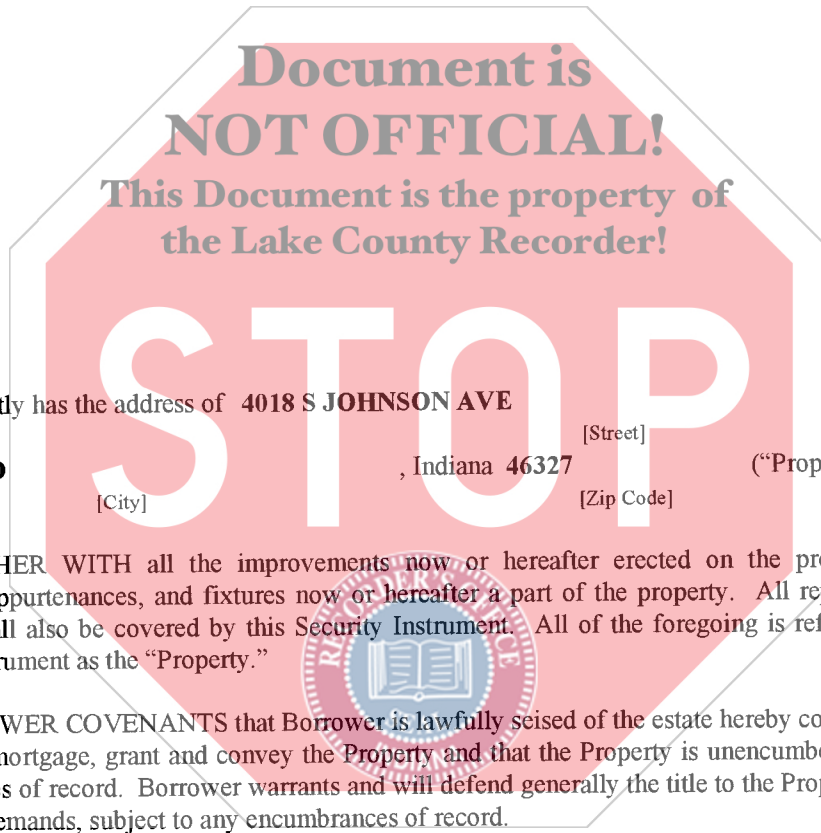 Document is
NOT OFFICIAL!
This Document is the property of
the Lake County Recorder!
STOP
has the address of 4018 S JOHNSON AVE
[Street]
, Indiana 46327 (“Prop
[City] [Zip Code]
HER WITH all the improvements now or hereafter erected on the pr
ppurtenances, and fixtures now or hereafter a part of the property. All re
ll also be covered by this Security Instrument. All of the foregoing is ref
rument as the “Property.”
WER COVENANTS that Borrower is lawfully seised of the estate hereby co
mortgage, grant and convey the Property and that the Property is unencumbe
s of record. Borrower warrants and will defend generally the title to the Prop
emands, subject to any encumbrances of record.
RECORDER'S OFFICE